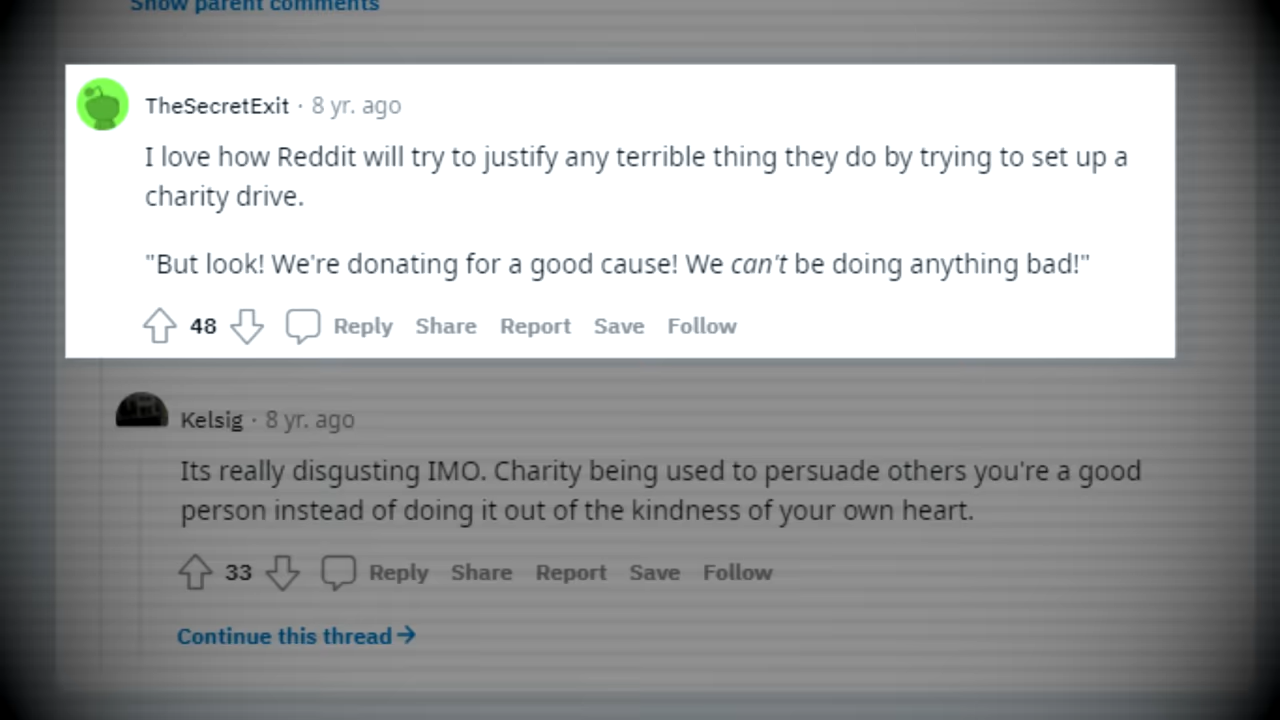 Show parent comments
TheSecretExit · 8 yr. ago
I love how Reddit will try to justify any terrible thing they do by trying to set up a
charity drive.
"But look! We're donating for a good cause! We can't be doing anything bad!"
48 Reply Share Report Save Follow
Kelsig · 8 yr. ago
Its really disgusting IMO. Charity being used to persuade others you're a good
person instead of doing it out of the kindness of your own heart.
33 Reply Share Report Save Follow
Continue this thread →